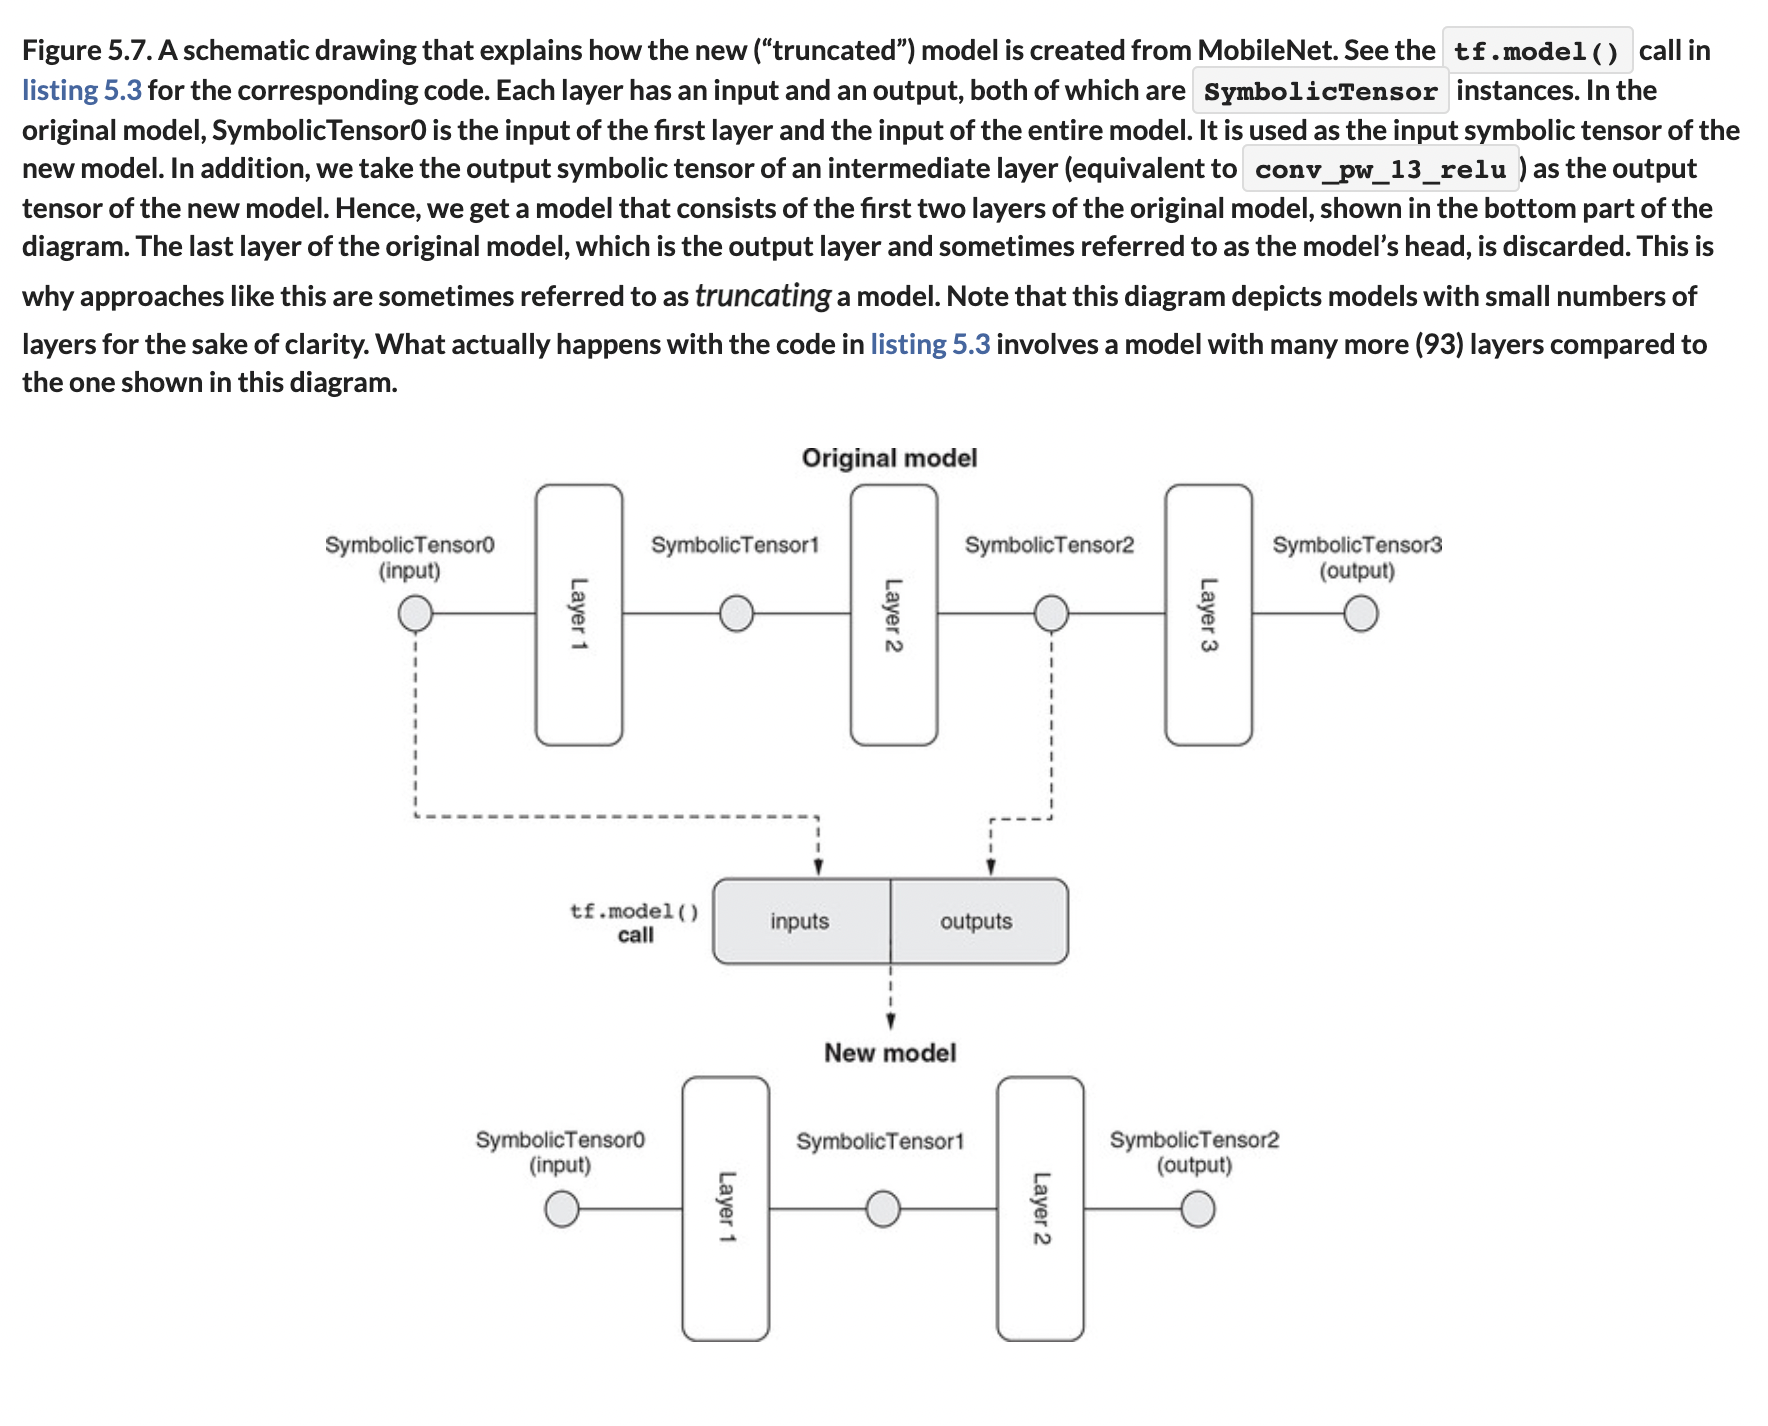 Figure 5.7. A schematic drawing that explains how the new (“truncated”) model is created from MobileNet. See the tf.model() call in
listing 5.3 for the corresponding code. Each layer has an input and an output, both of which are SymbolicTensor instances. In the
original model, SymbolicTensor0 is the input of the first layer and the input of the entire model. It is used as the input symbolic tensor of the
new model. In addition, we take the output symbolic tensor of an intermediate layer (equivalent to conv_pw_13_relu) as the output
tensor of the new model. Hence, we get a model that consists of the first two layers of the original model, shown in the bottom part of the
diagram. The last layer of the original model, which is the output layer and sometimes referred to as the model’s head, is discarded. This is
why approaches like this are sometimes referred to as truncating a model. Note that this diagram depicts models with small numbers of
layers for the sake of clarity. What actually happens with the code in listing 5.3 involves a model with many more (93) layers compared to
the one shown in this diagram.
Original model
SymbolicTensor0
(input)
Layer 1
SymbolicTensor1
Layer 2
SymbolicTensor2
Layer 3
SymbolicTensor3
(output)
tf.model()
call
inputs
outputs
New model
SymbolicTensor0
(input)
Layer 1
SymbolicTensor1
Layer 2
SymbolicTensor2
(output)